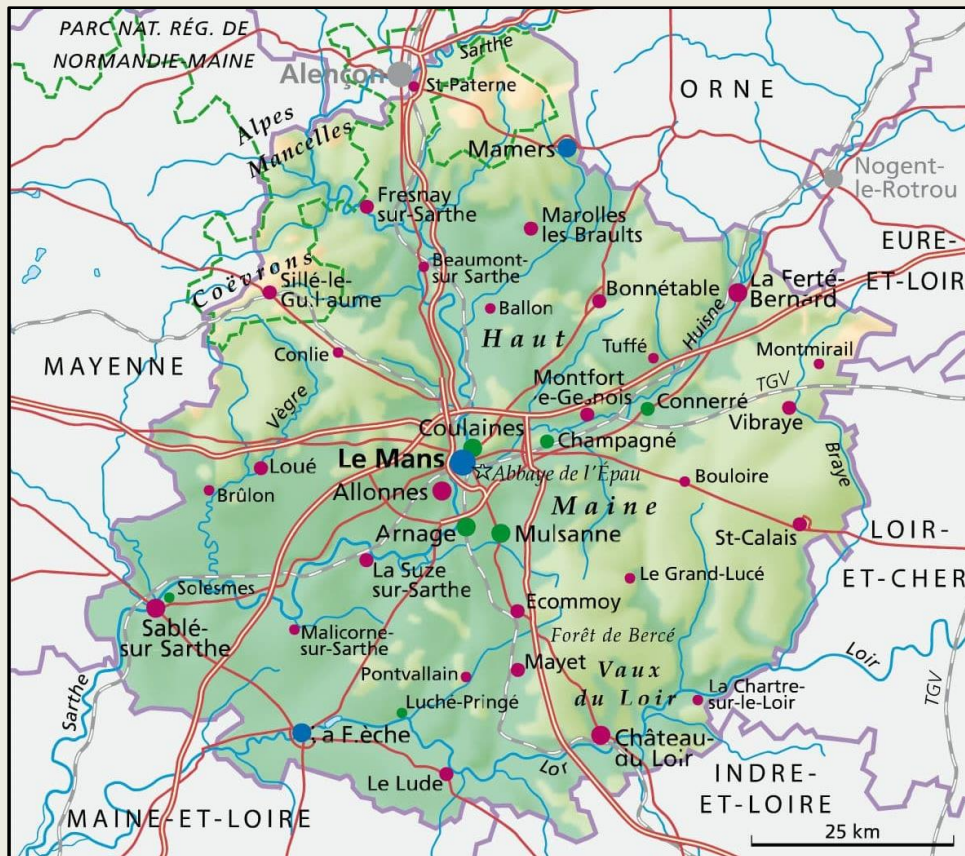 PARC NAT. RÉG. DE
NORMANDIE MAINE
Sarthe
Alençon
St-Paterne
ORNE
Alpes
Mancelles
Mamers
Nogent-
le-Rotrou
Fresnay
sur-Sarthe
Marolles
les Braults
EURE-
ET-LOIR
Beaumont-
sur Sarthe
Coëvrons
Sillé-le-
Gu.l aume
Ballon
Bonnétable
La Ferté-
Bernard
Huisne
Haut
MAYENNE
Conlie
Tuffé
Montmirail
Vègre
Montfort
e-Ge.nois
Connerré
TGV
Vibraye
Coulaines
Champagné
Braye
Le Mans
Abbaye de l'Épau
Loué
Brûlon
Allonnes
Bouloire
Maine
Arnage
Mulsanne
St-Calais
LOIR-
ET-CHER
La Suze
sur-Sarthe
Le Grand-Lucé
Solesmes
Sablé-
sur Sarthe
Ecommoy
Malicorne-
sur-Sarthe
Forêt de Bercé
Loir
Pontvallain
Mayet
Vaux
du Loir
Sarthe
Luché-Pringé
La Chartre-
sur-le-Loir
TGV
. a F.èche
Château-
du Loir
Lor
Le Lude
INDRE-
ET-LOIRE
MAINE-ET-LOIRE
25 km